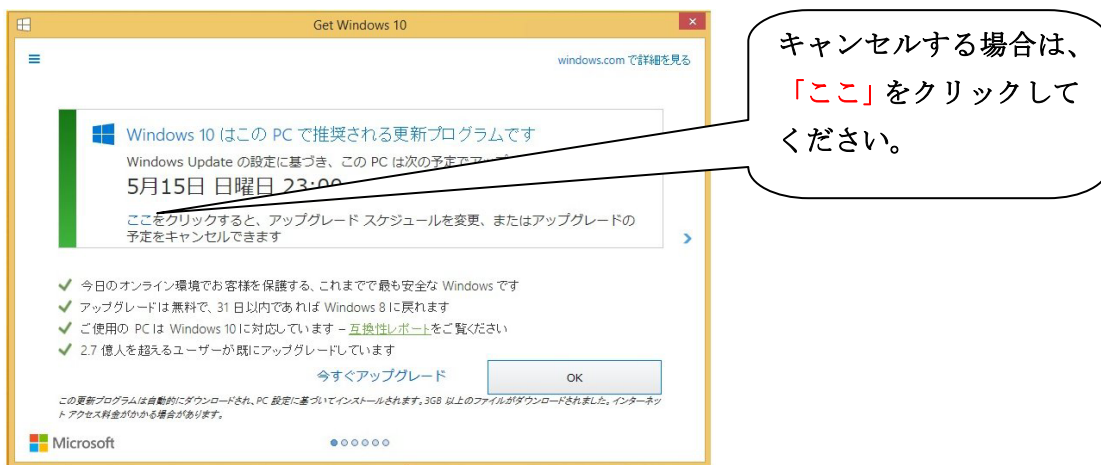 Get Windows 10
windows.com で詳細を見る
Windows 10 はこの PC で推奨される更新プログラムです
Windows Update の設定に基づき、この PC は次の予定でアップ
5月15日 日曜日 23:00
ここをクリックすると、アップグレード スケジュールを変更、またはアップグレードの
予定をキャンセルできます
今日のオンライン環境でお客様を保護する、これまでで最も安全な Windows です
アップグレードは無料で、31 日以内であれば Windows 8 に戻れます
ご使用の PC は Windows 10 に対応しています – 互換性レポートをご覧ください
2.7 億人を超えるユーザーが既にアップグレードしています
今すぐアップグレード
OK
この更新プログラムは自動的にダウンロードされ、PC 設定に基づいてインストールされます。3GB 以上のファイルがダウンロードされました。インターネッ
ト アクセス料金がかかる場合があります。
Microsoft
キャンセルする場合は、
「ここ」をクリックして
ください。